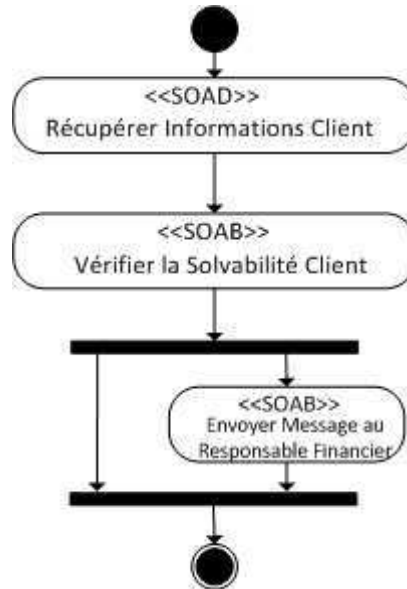 <<SOAD>>
Récupérer Informations Client
<<SOAB>>
Vérifier la Solvabilité Client
<<SOAB>>
Envoyer Message au
Responsable Financier